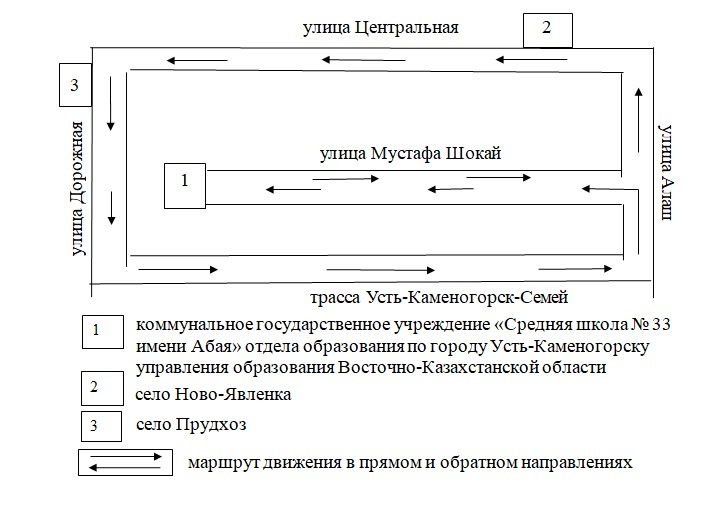 улица Центральная
2
3
улица Дорожная
улица Мустафа Шокай
1
улица Алаш
трасса Усть-Каменогорск-Семей
1
коммунальное государственное учреждение «Средняя школа № 33
имени Абая» отдела образования по городу Усть-Каменогорску
управления образования Восточно-Казахстанской области
2
село Ново-Явленка
3
село Прудхоз
маршрут движения в прямом и обратном направлениях